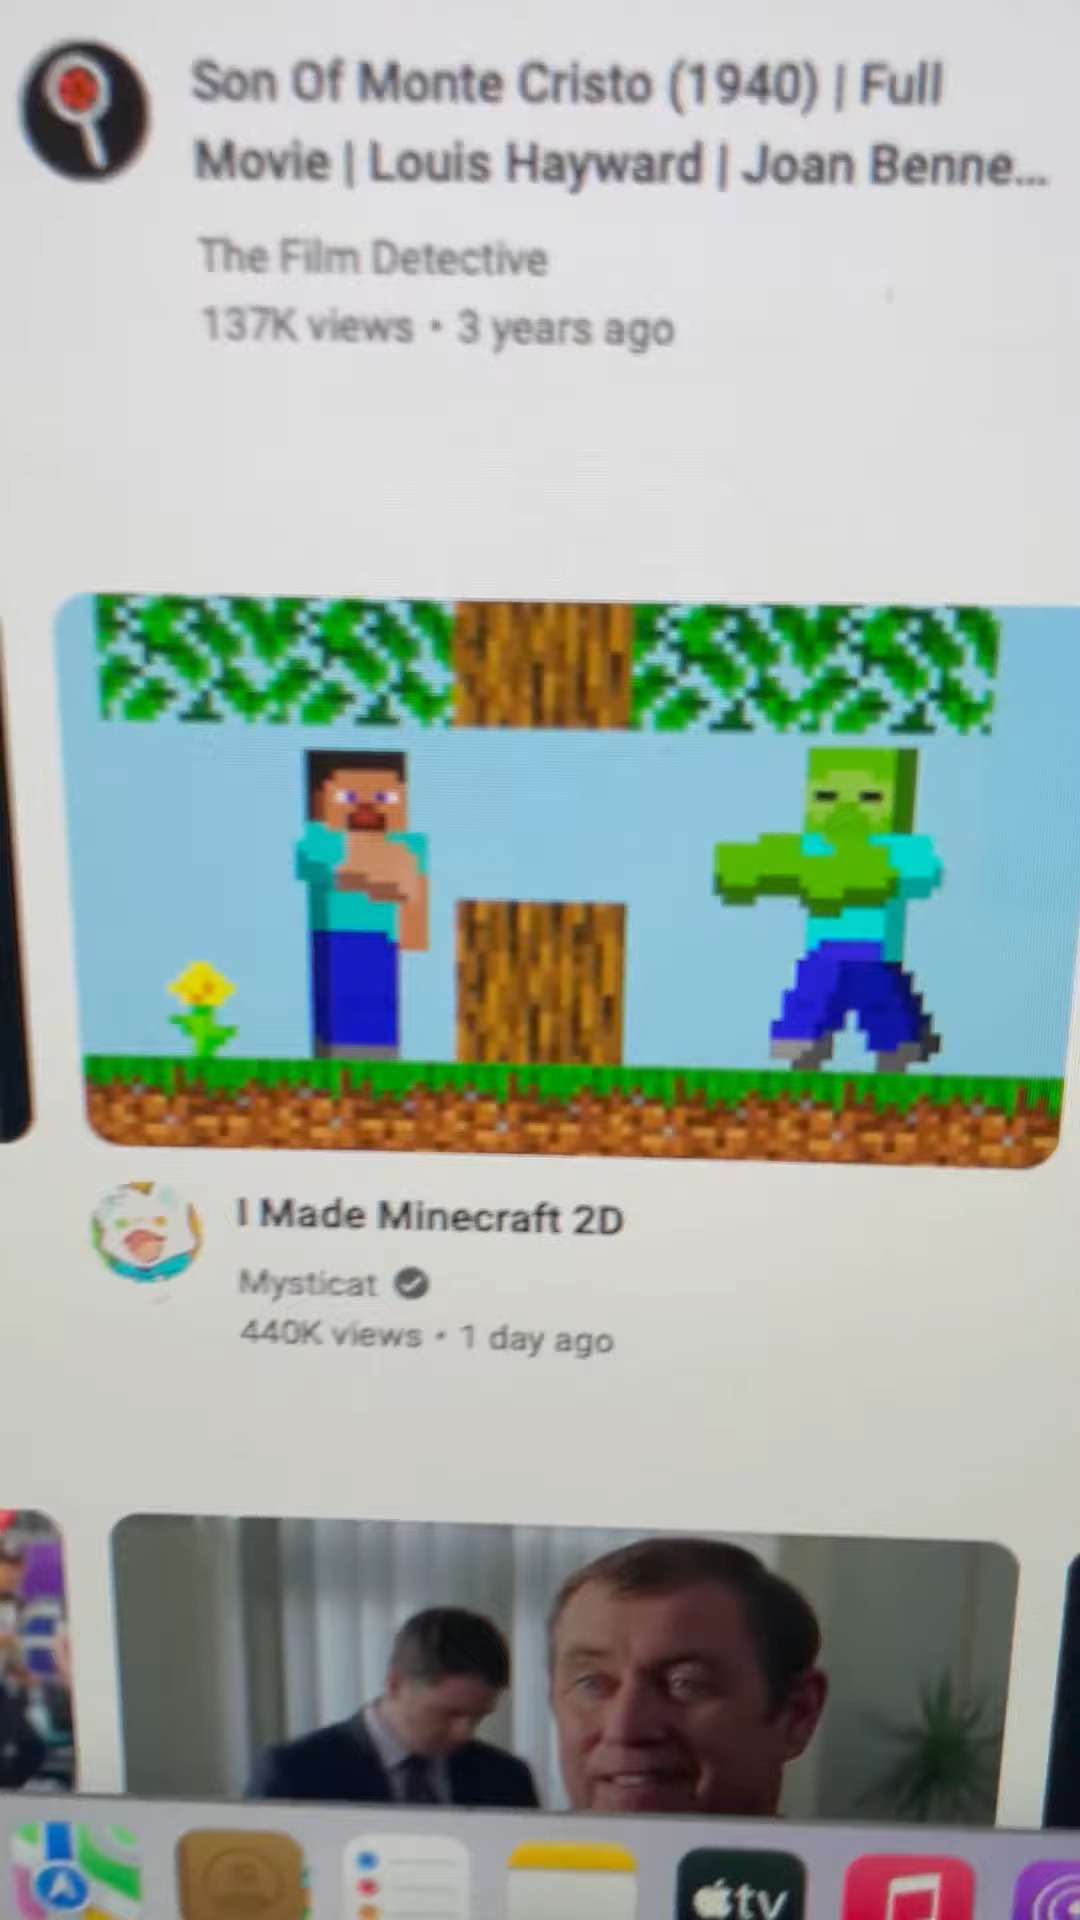 Son Of Monte Cristo (1940) | Full
Movie | Louis Hayward | Joan Benne...
The Film Detective
137K views • 3 years ago
I Made Minecraft 2D
Mysticat
440K views • 1 day ago
tv